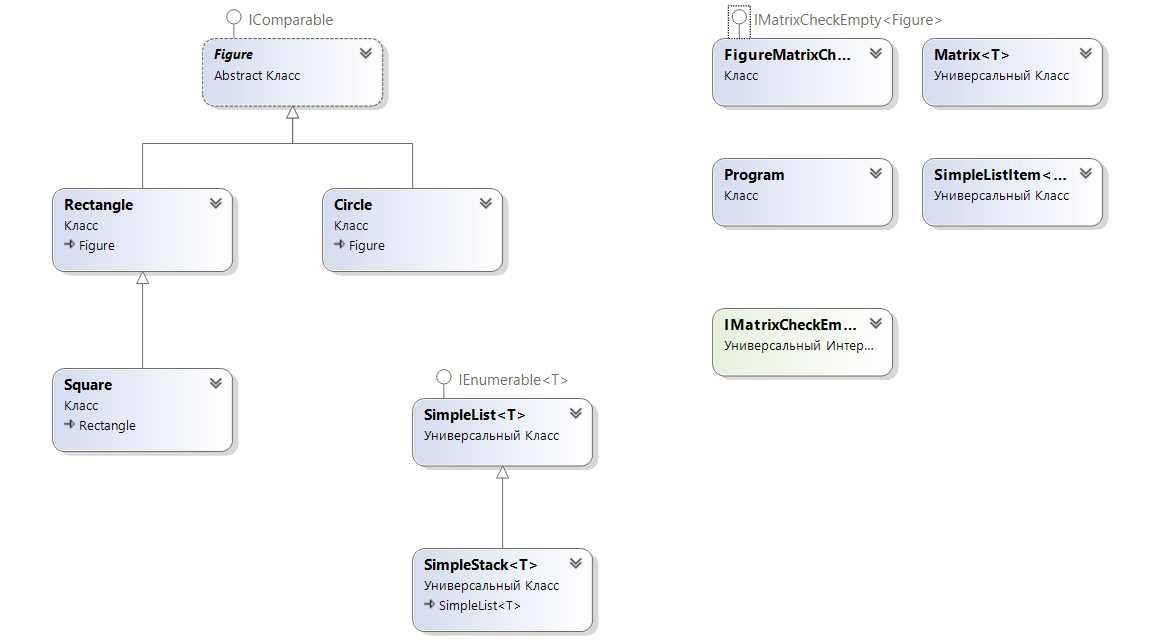 IComparable
Figure
Abstract Класс
Rectangle
Класс
Figure
Circle
Класс
Figure
Square
Класс
Rectangle
IEnumerable<T>
SimpleList<T>
Универсальный Класс
SimpleStack<T>
Универсальный Класс
SimpleList<T>
IMatrixCheckEmpty<Figure>
FigureMatrixCh...
Класс
Matrix<T>
Универсальный Класс
Program
Класс
SimpleListItem<...
Универсальный Класс
IMatrixCheckEm...
Универсальный Интер...